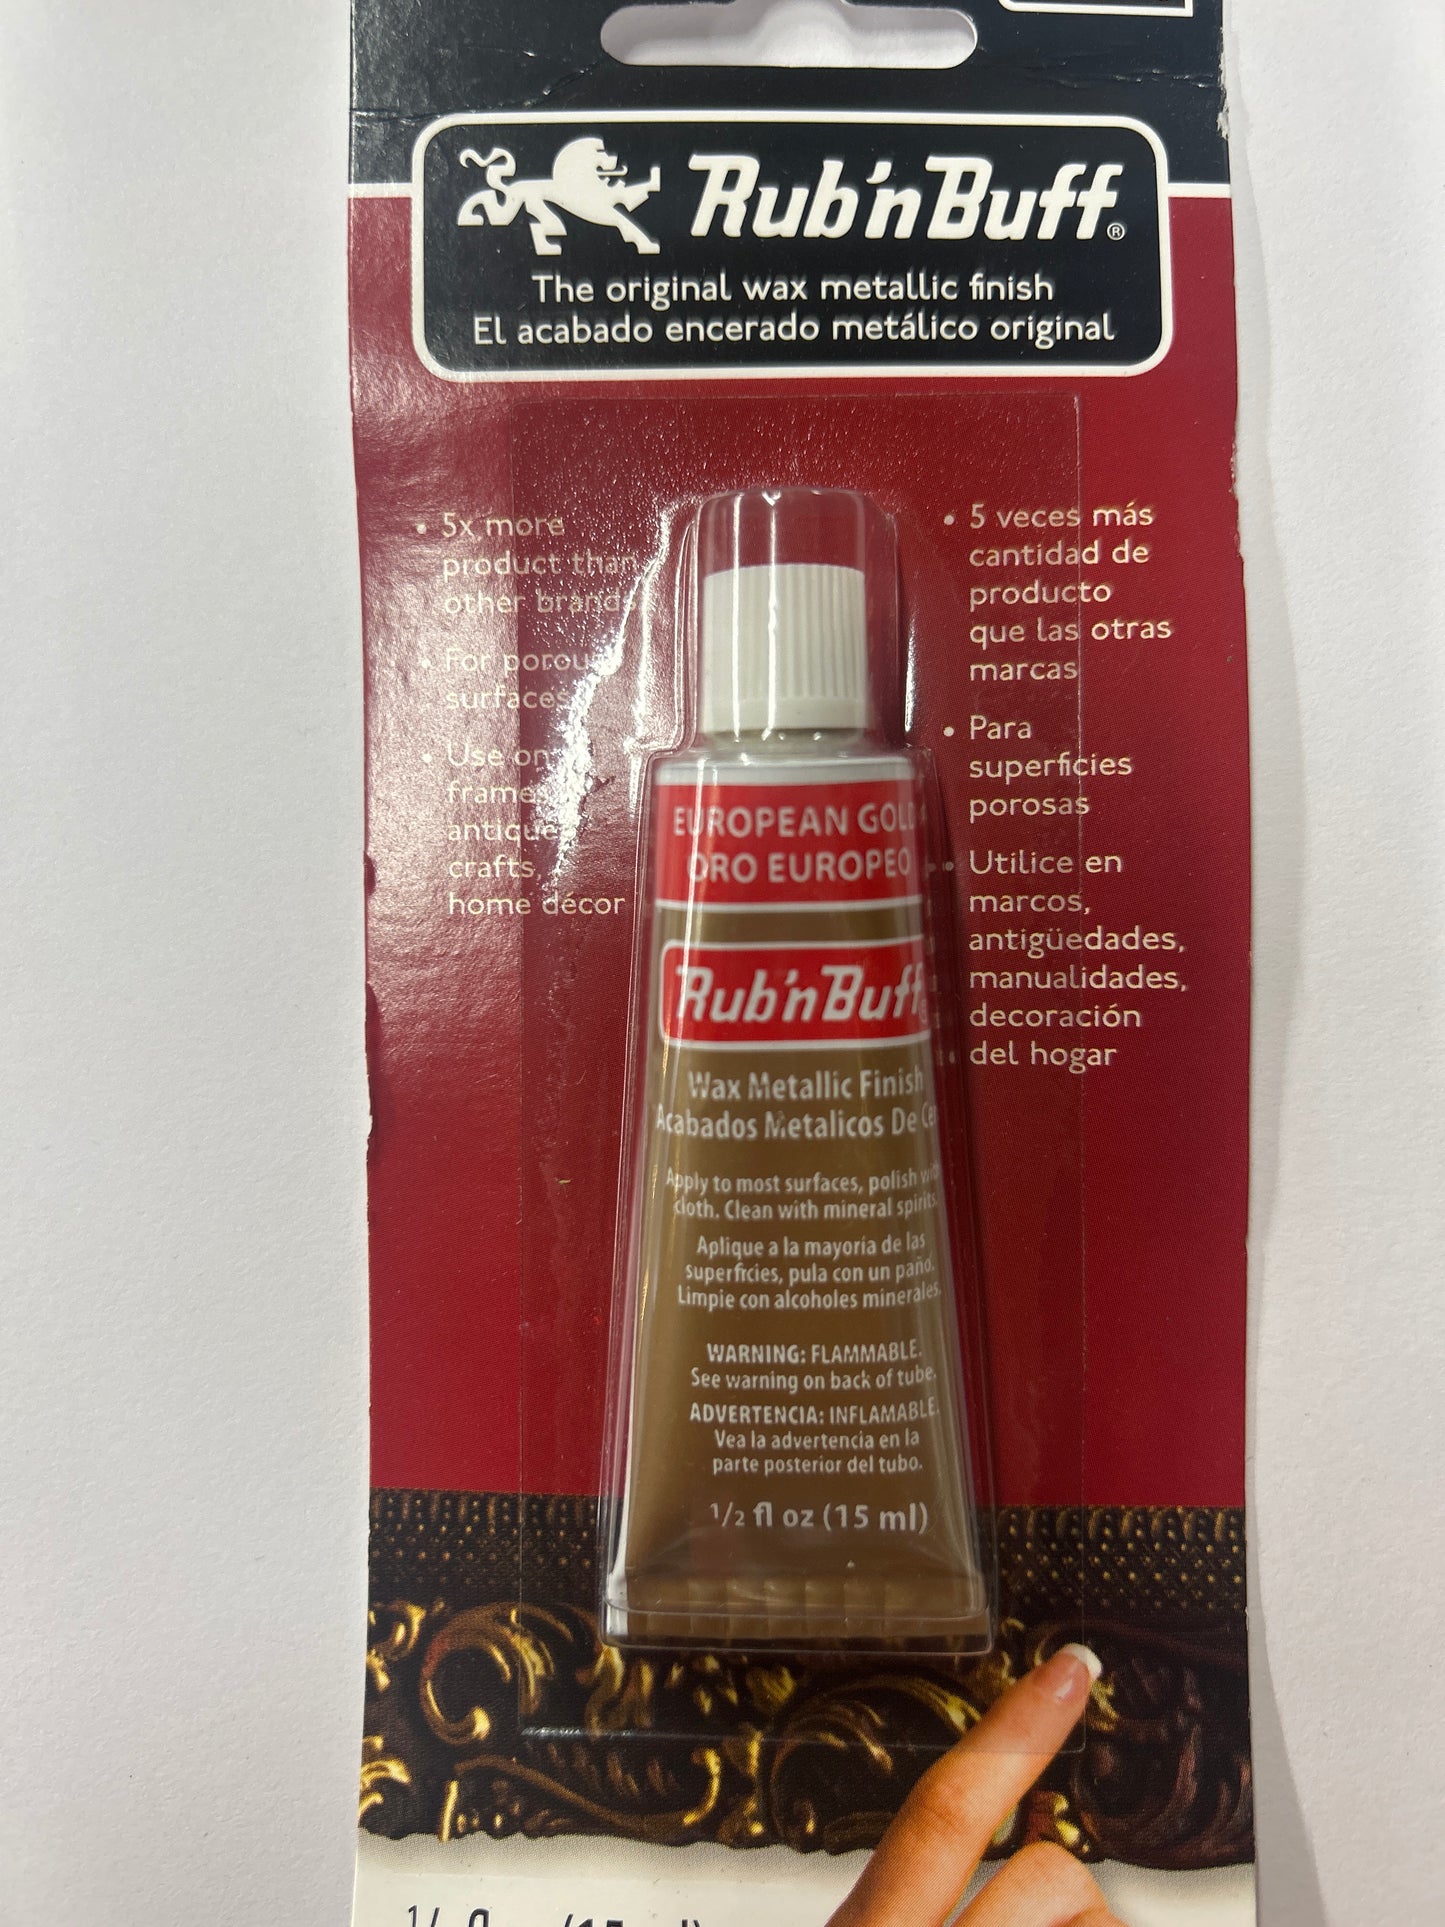 Rub'n Buff®
The original wax metallic finish
El acabado encerado metálico original
• 5x more
product than
other brands
• For porous
surfaces
• Use on
frames
antique
crafts,
home décor
• 5 veces más
cantidad de
producto
que las otras
marcas
• Para
superficies
porosas
• Utilice en
marcos,
antigüedades,
manualidades,
decoración
del hogar
EUROPEAN GOLD
ORO EUROPEO
Rub'n Buff
Wax Metallic Finish
Acabados Metalicos De
Apply to most surfaces, polish with
cloth. Clean with mineral spirits.
Aplique a la mayoria de las
superficies, pula con un paño.
Limpie con alcoholes minerales.
WARNING: FLAMMABLE.
See warning on back of tube.
ADVERTENCIA: INFLAMABLE.
Vea la advertencia en la
parte posterior del tubo.
1/2 fl oz (15 ml)